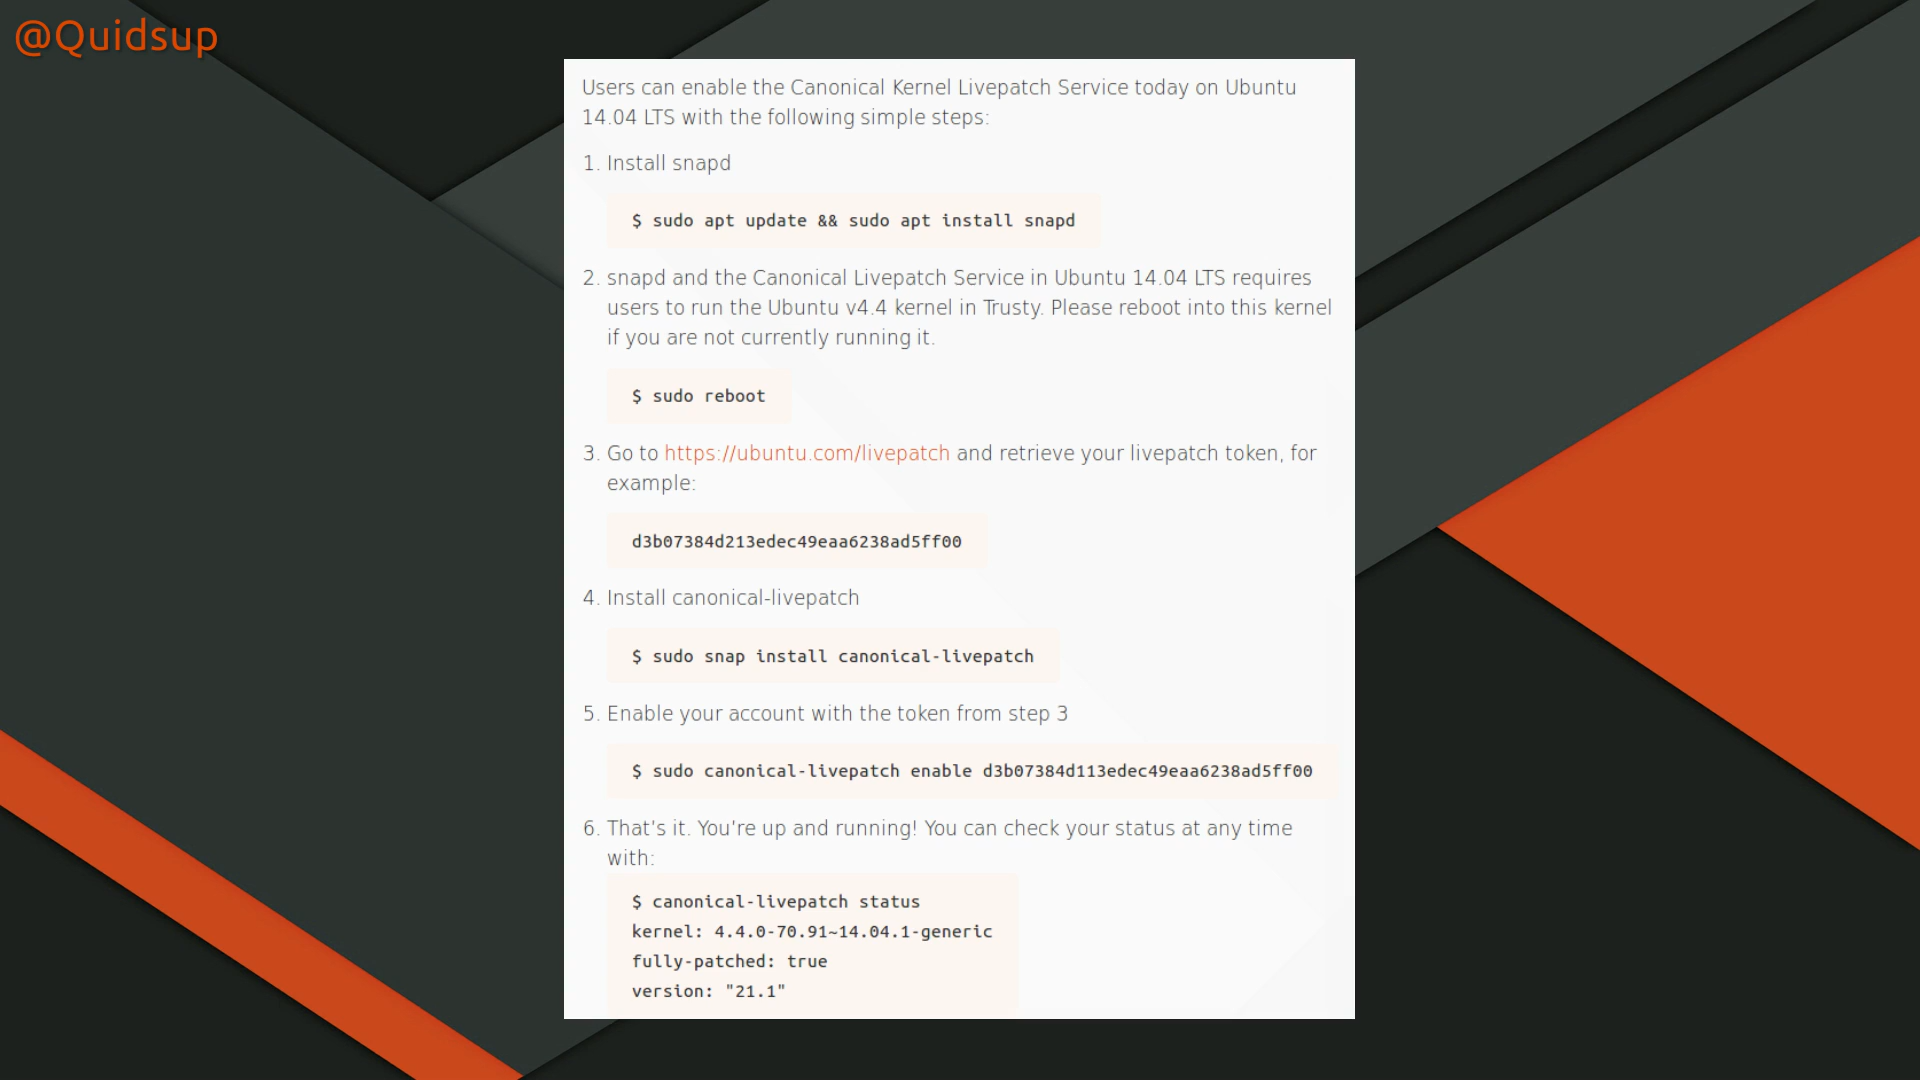 @Quidsup
Users can enable the Canonical Kernel Livepatch Service today on Ubuntu
14.04 LTS with the following simple steps:
1. Install snapd
$ sudo apt update && sudo apt install snapd
2. snapd and the Canonical Livepatch Service in Ubuntu 14.04 LTS requires
users to run the Ubuntu v4.4 kernel in Trusty. Please reboot into this kernel
if you are not currently running it.
$ sudo reboot
3. Go to https://ubuntu.com/livepatch and retrieve your livepatch token, for
example:
d3b07384d213edec49eaa6238ad5ff00
4. Install canonical-livepatch
$ sudo snap install canonical-livepatch
5. Enable your account with the token from step 3
$ sudo canonical-livepatch enable d3b07384d113edec49eaa6238ad5ff00
6. That's it. You're up and running! You can check your status at any time
with:
$ canonical-livepatch status
kernel: 4.4.0-70.91~14.04.1-generic
fully-patched: true
version: "21.1"